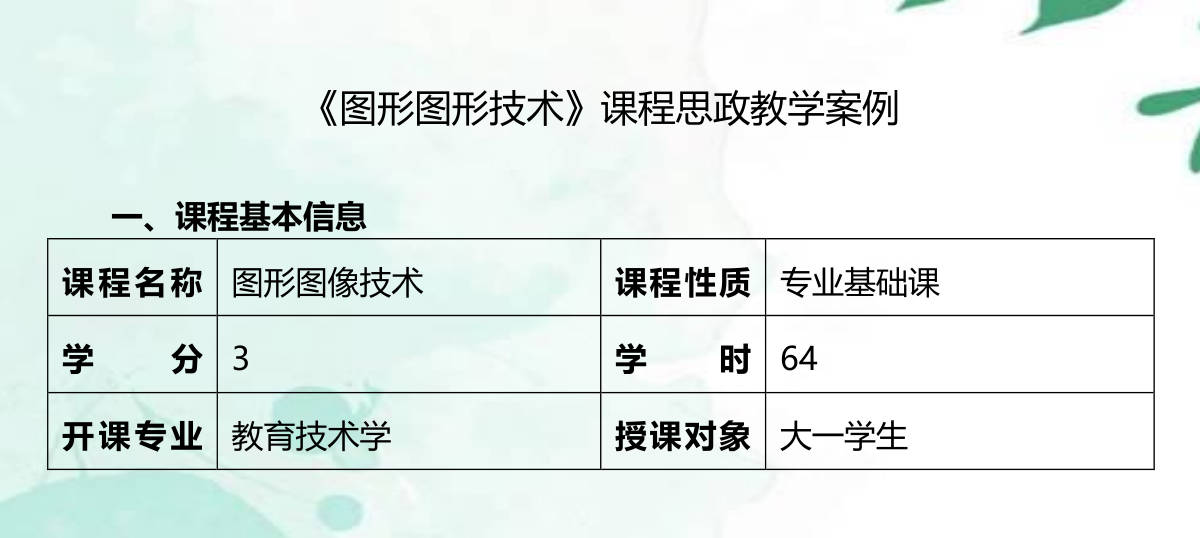 《图形图形技术》课程思政教学案例
一、课程基本信息
课程名称 图形图像技术 课程性质 专业基础课
学 分 3 学 时 64
开课专业 教育技术学 授课对象 大一学生